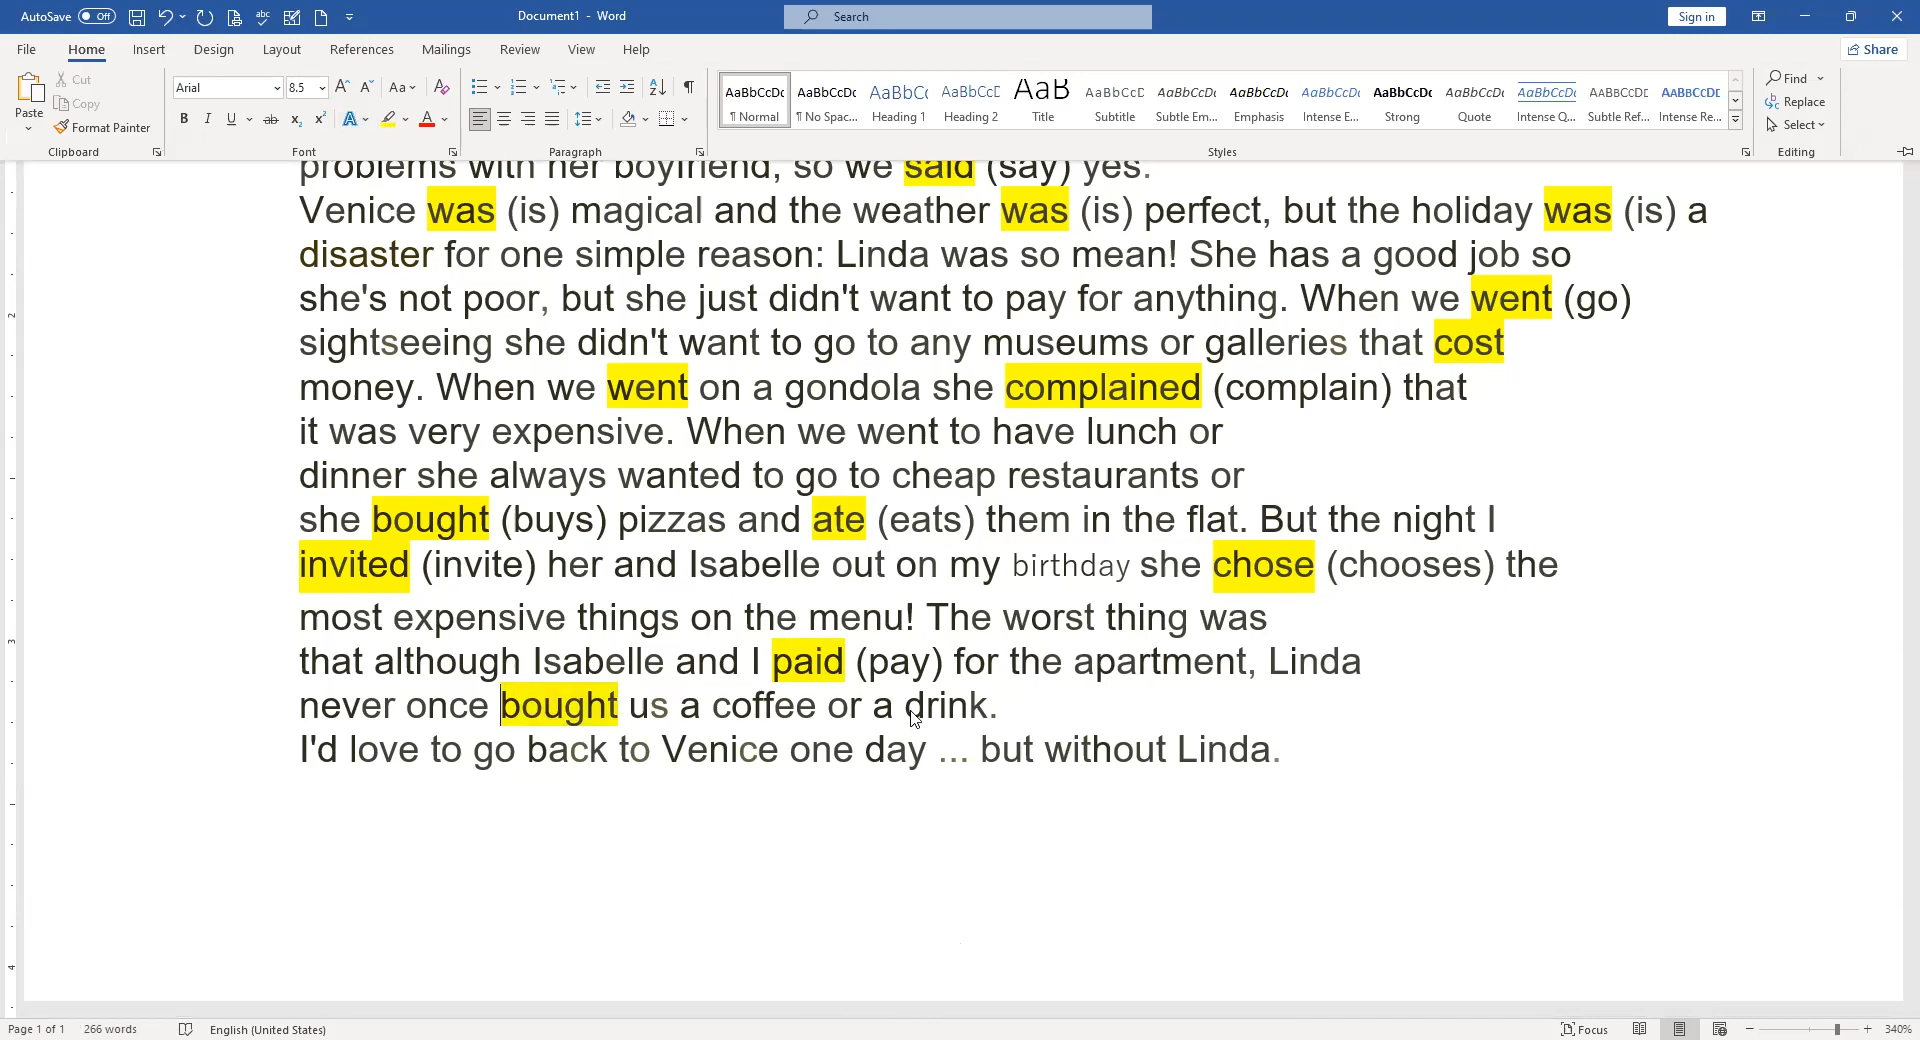 AutoSave Off Document1 - Word Search Sign in
File Home Insert Design Layout References Mailings Review View Help Share
Paste Cut Copy Format Painter Clipboard
Arial 8.5 Font
Paragraph
AaBbCcDc ¶ Normal
AaBbCcDc ¶ No Spac...
AaBbCc Heading 1
AaBbCcD Heading 2
AaB Title
AaBbCcD Subtitle
AaBbCcDc Subtle Em...
AaBbCcDc Emphasis
AaBbCcDc Intense E...
AaBbCcDc Strong
AaBbCcDc Quote
AaBbCcDc Intense Q...
AABBCCDE Subtle Ref...
AABBCCDE Intense Re...
Styles
Find
Replace
Select
Editing
problems with her boyfriend, so we said (say) yes.
Venice was (is) magical and the weather was (is) perfect, but the holiday was (is) a
disaster for one simple reason: Linda was so mean! She has a good job so
she's not poor, but she just didn't want to pay for anything. When we went (go)
sightseeing she didn't want to go to any museums or galleries that cost
money. When we went on a gondola she complained (complain) that
it was very expensive. When we went to have lunch or
dinner she always wanted to go to cheap restaurants or
she bought (buys) pizzas and ate (eats) them in the flat. But the night I
invited (invite) her and Isabelle out on my birthday she chose (chooses) the
most expensive things on the menu! The worst thing was
that although Isabelle and I paid (pay) for the apartment, Linda
never once bought us a coffee or a drink.
I'd love to go back to Venice one day ... but without Linda.
Page 1 of 1 266 words English (United States) Focus 340%